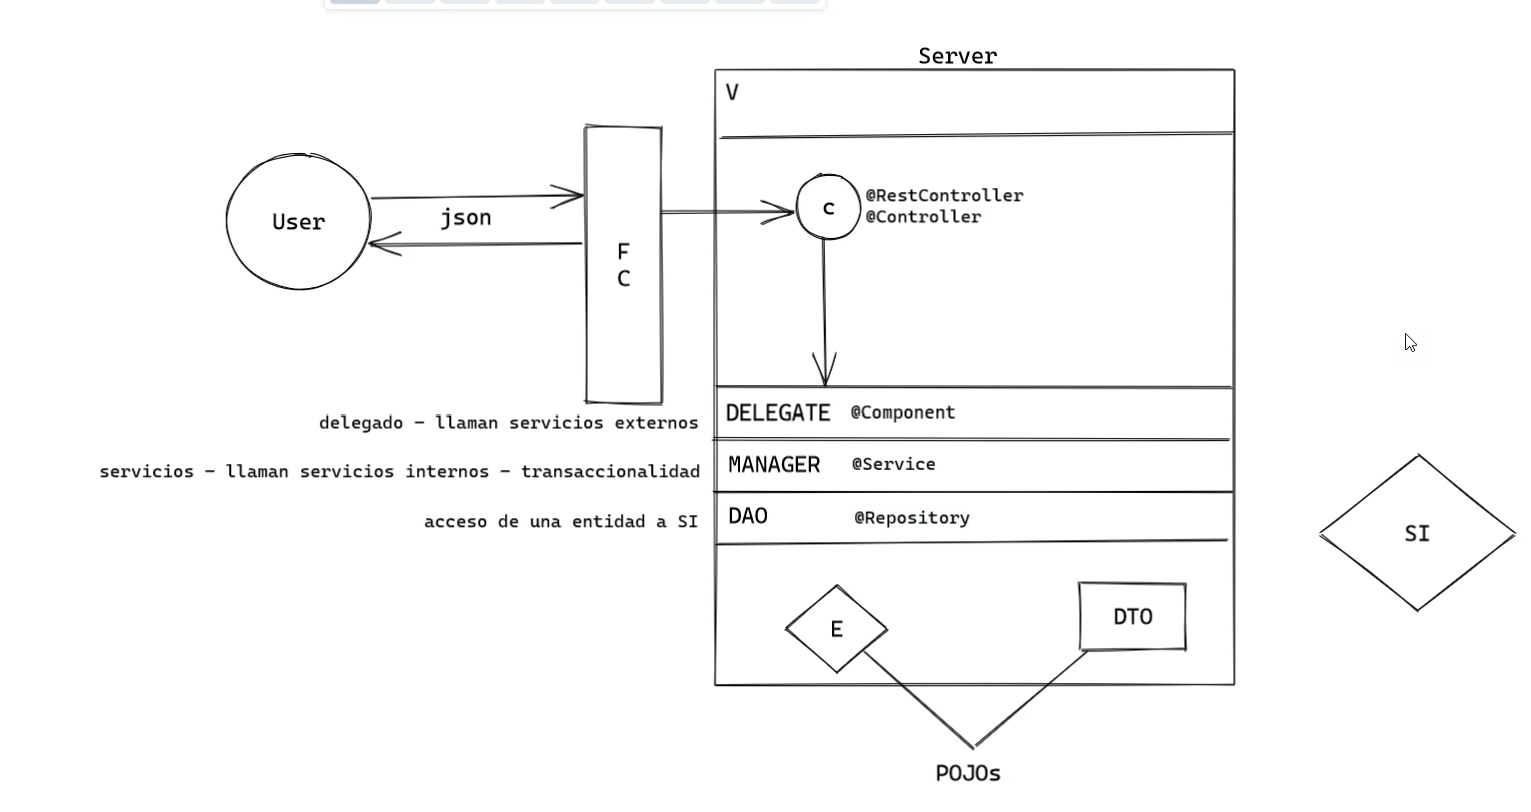 Server
V
User
json
F
C
c
@RestController
@Controller
delegado - llaman servicios externos
DELEGATE @Component
servicios - llaman servicios internos - transaccionalidad
MANAGER @Service
acceso de una entidad a SI
DAO @Repository
SI
E
DTO
POJOs